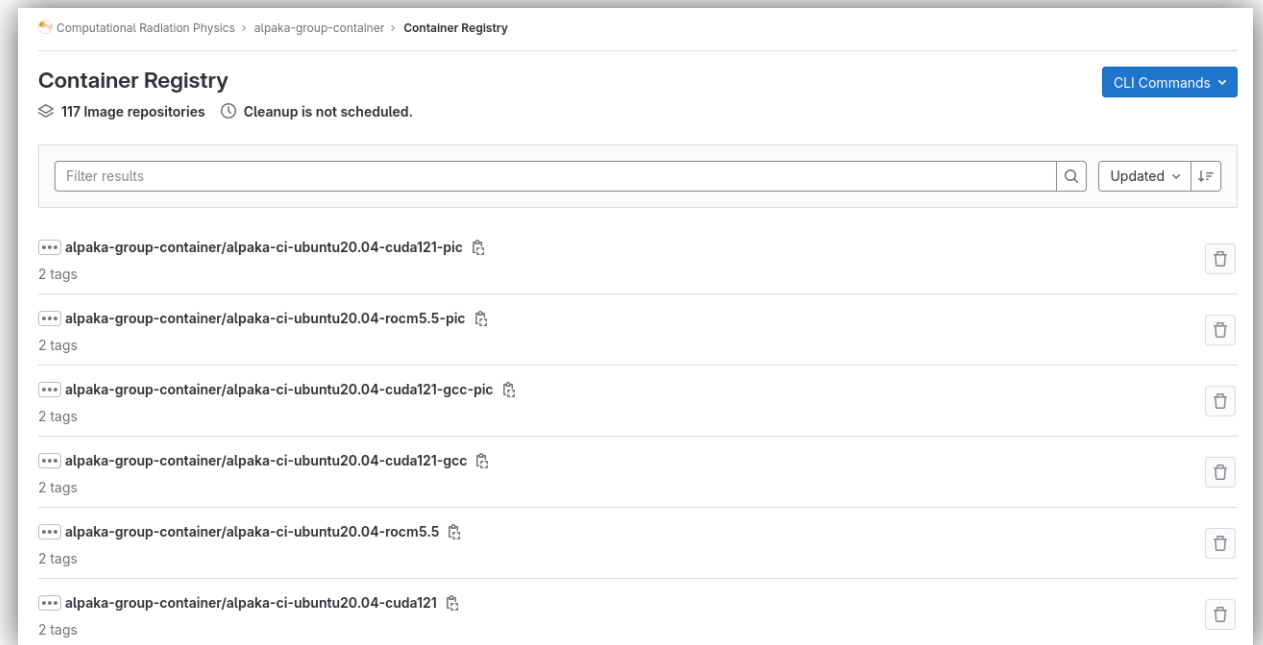 Computational Radiation Physics › alpaka-group-container › Container Registry
Container Registry
CLI Commands
117 Image repositories Cleanup is not scheduled.
Filter results
Updated
alpaka-group-container/alpaka-ci-ubuntu20.04-cuda121-pic
2 tags
alpaka-group-container/alpaka-ci-ubuntu20.04-rocm5.5-pic
2 tags
alpaka-group-container/alpaka-ci-ubuntu20.04-cuda121-gcc-pic
2 tags
alpaka-group-container/alpaka-ci-ubuntu20.04-cuda121-gcc
2 tags
alpaka-group-container/alpaka-ci-ubuntu20.04-rocm5.5
2 tags
alpaka-group-container/alpaka-ci-ubuntu20.04-cuda121
2 tags